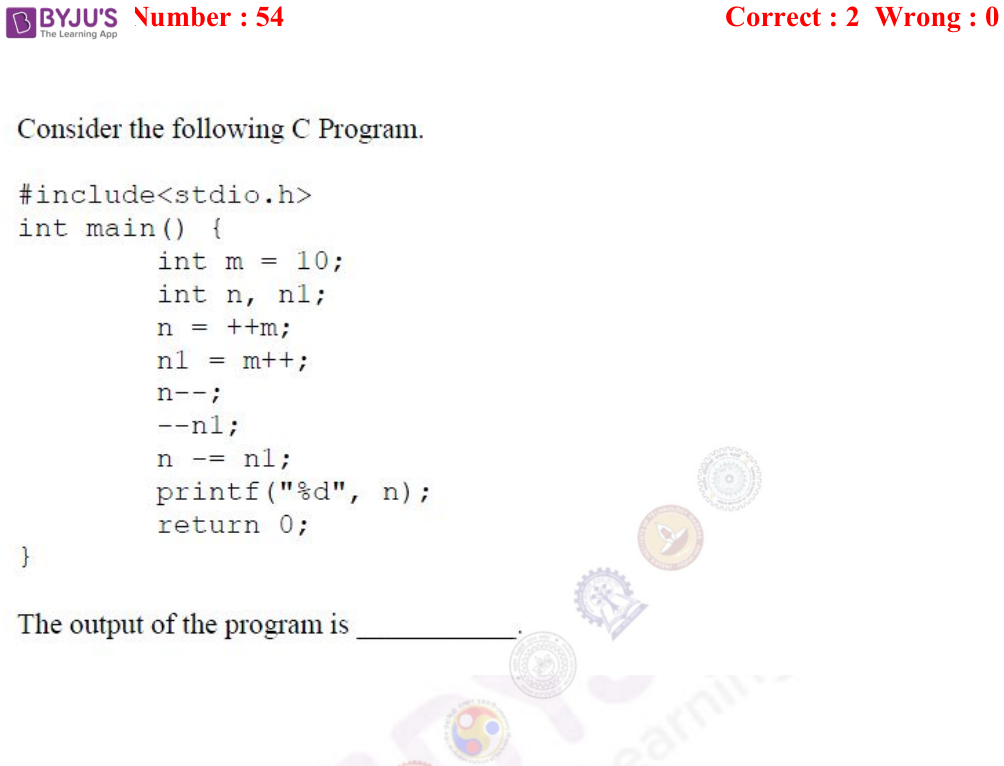 BYJU'S
The Learning App
Number : 54
Correct : 2 Wrong : 0
Consider the following C Program.
#include<stdio.h>
int main() {
int m = 10;
int n, n1;
n = ++m;
n1 = m++;
n--;
--n1;
n -= n1;
printf("%d", n);
return 0;
}
The output of the program is ___________.